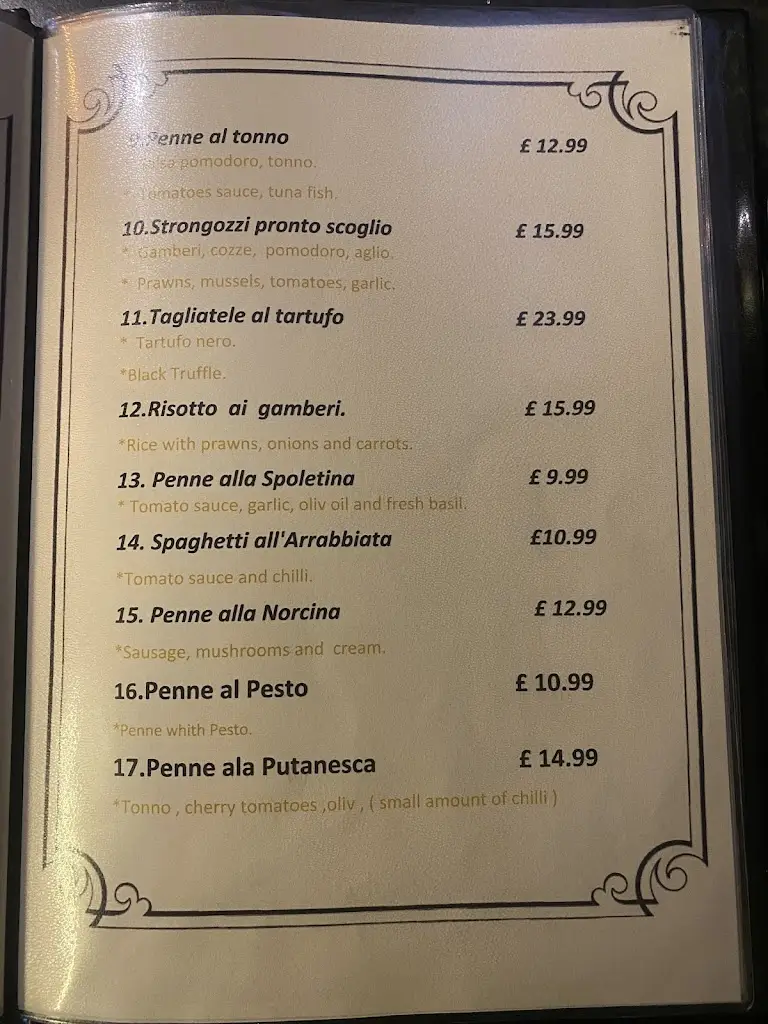 9.Penne al tonno
£ 12.99
salsa pomodoro, tonno.
* Tomatoes sauce, tuna fish.
10.Strongozzi pronto scoglio
£ 15.99
* Gamberi, cozze, pomodoro, aglio.
* Prawns, mussels, tomatoes, garlic.
11.Tagliatele al tartufo
£ 23.99
* Tartufo nero.
*Black Truffle.
12.Risotto ai gamberi.
£ 15.99
*Rice with prawns, onions and carrots.
13. Penne alla Spoletina
£ 9.99
* Tomato sauce, garlic, oliv oil and fresh basil.
14. Spaghetti all'Arrabbiata
£10.99
*Tomato sauce and chilli.
15. Penne alla Norcina
£ 12.99
*Sausage, mushrooms and cream.
16.Penne al Pesto
£ 10.99
*Penne whith Pesto.
17.Penne ala Putanesca
£ 14.99
*Tonno , cherry tomatoes ,oliv , ( small amount of chilli )